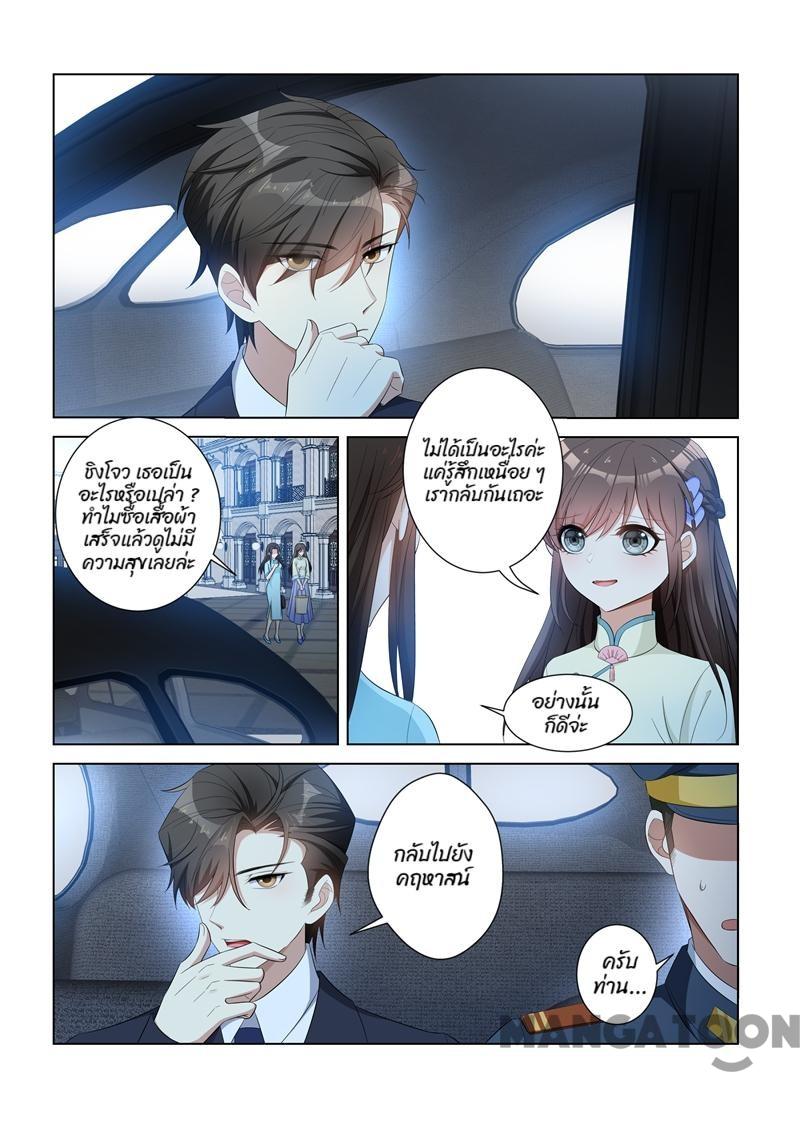 ชิงโจว เธอเป็น
อะไรหรือเปล่า ?
ทำไมซื้อเสื้อผ้า
เสร็จแล้วดูไม่มี
ความสุขเลยล่ะ
ไม่ได้เป็นอะไรค่ะ
แค่รู้สึกเหนื่อย ๆ
เรากลับกันเถอะ
อย่างนั้น
ก็ดีจ่ะ
กลับไปยัง
คฤหาสน์
ครับ
ท่าน...
MANGATOON